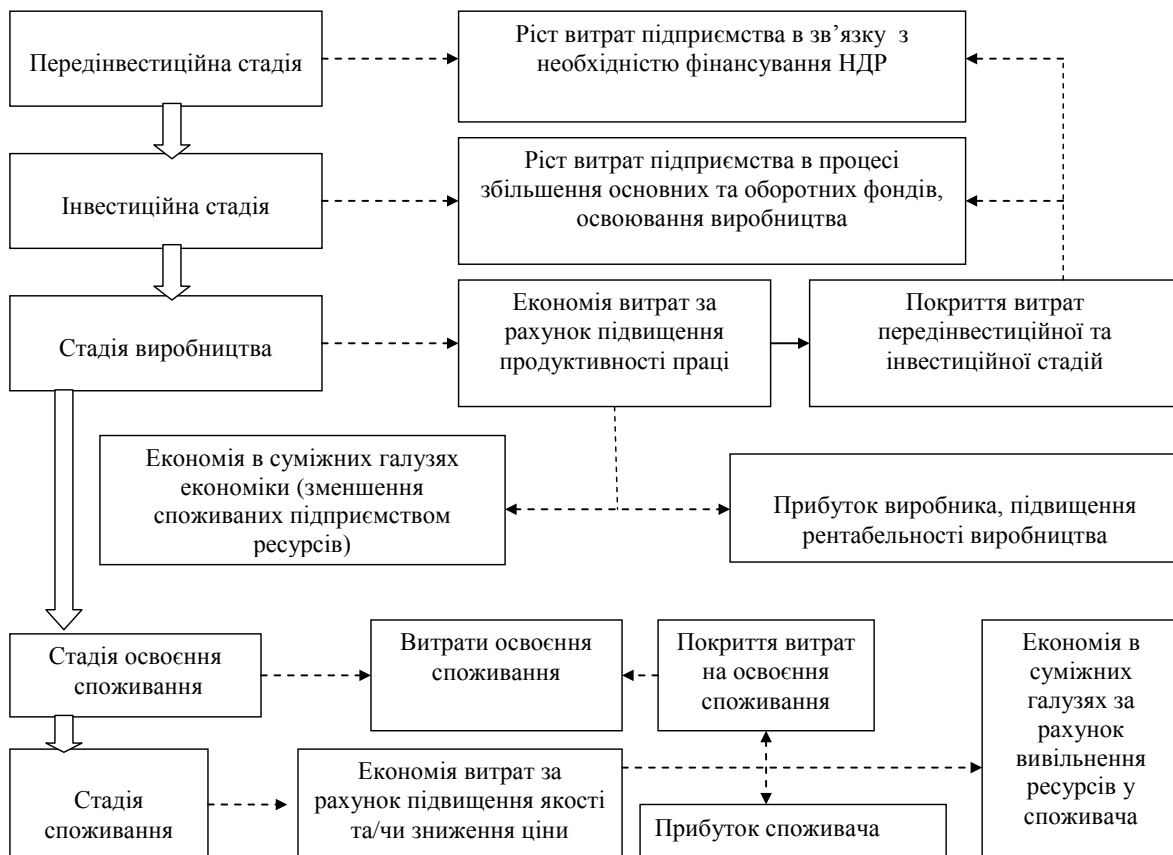 Передінвестиційна стадія
Ріст витрат підприємства в зв’язку з
необхідністю фінансування НДР
Інвестиційна стадія
Ріст витрат підприємства в процесі
збільшення основних та оборотних фондів,
освоювання виробництва
Стадія виробництва
Економія витрат за
рахунок підвищення
продуктивності праці
Покриття витрат
передінвестиційної та
інвестиційної стадій
Економія в суміжних галузях
економіки (зменшення
споживаних підприємством
ресурсів)
Прибуток виробника, підвищення
рентабельності виробництва
Стадія освоєння
споживання
Витрати освоєння
споживання
Покриття витрат
на освоєння
споживання
Економія в
суміжних
галузях за
рахунок
вивільнення
ресурсів у
споживача
Стадія
споживання
Економія витрат за
рахунок підвищення якості
та/чи зниження ціни
Прибуток споживача